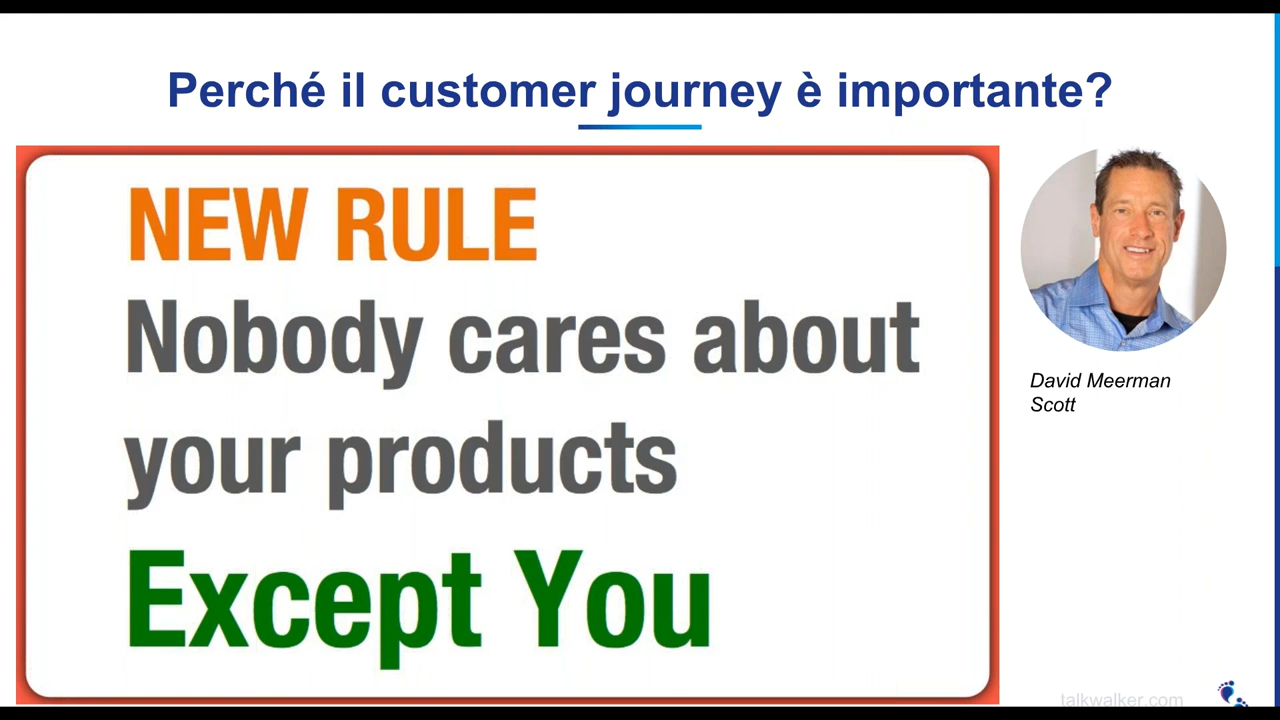 Perché il customer journey è importante?
NEW RULE
Nobody cares about
your products
Except You
David Meerman
Scott
talkwalker.com